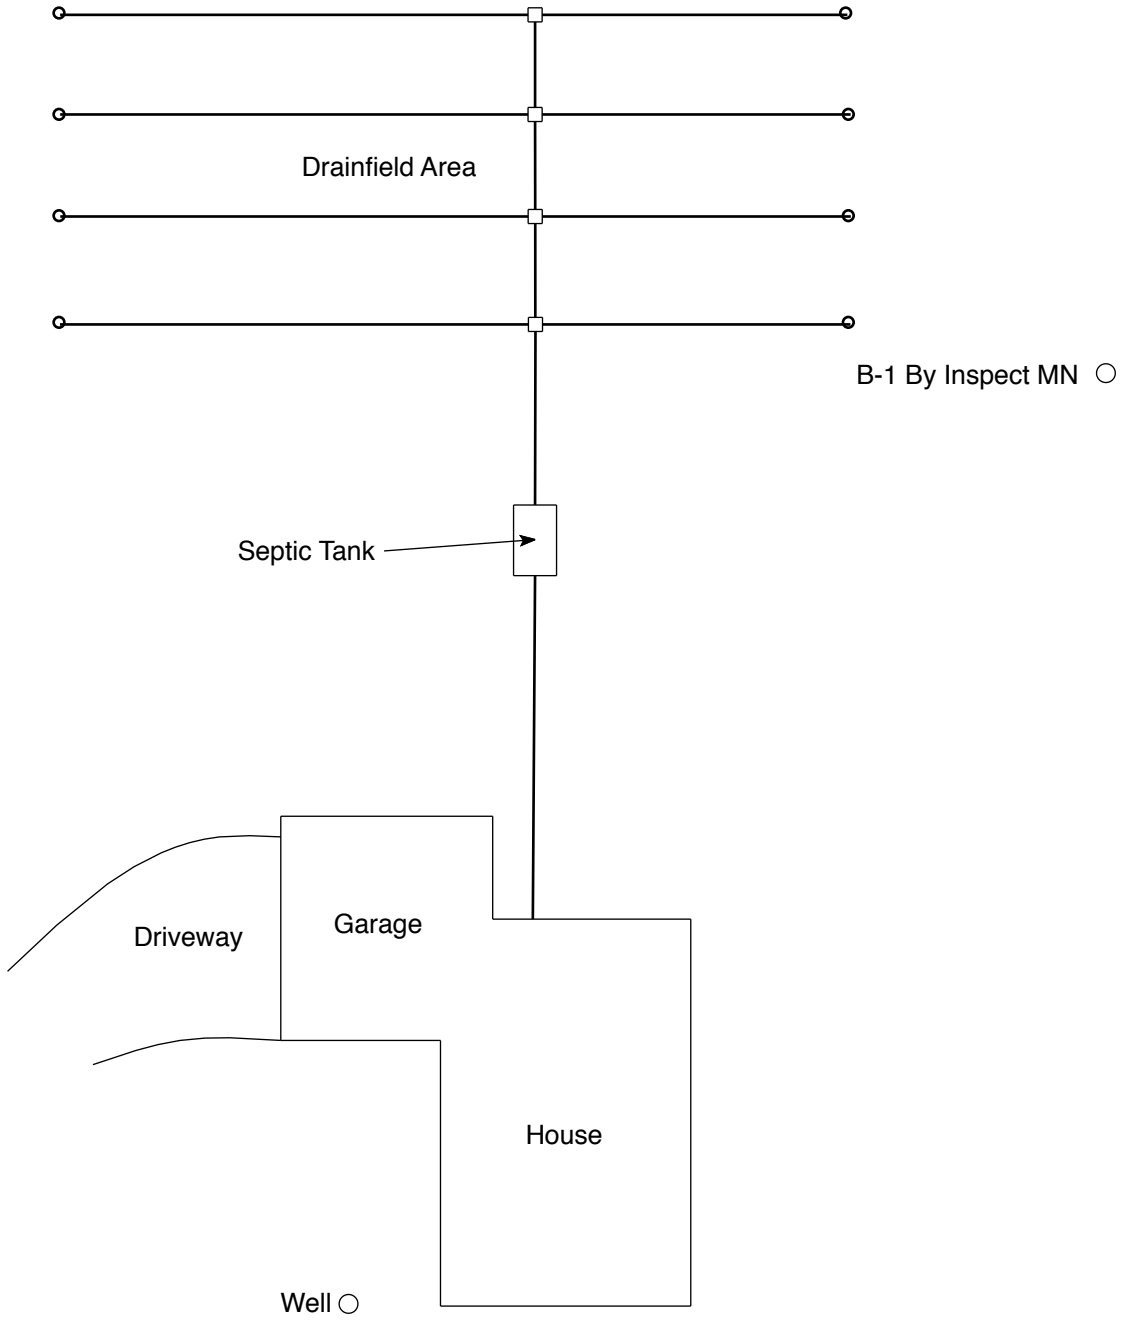 Drainfield Area
B-1 By Inspect MN
Septic Tank
Garage
Driveway
House
Well